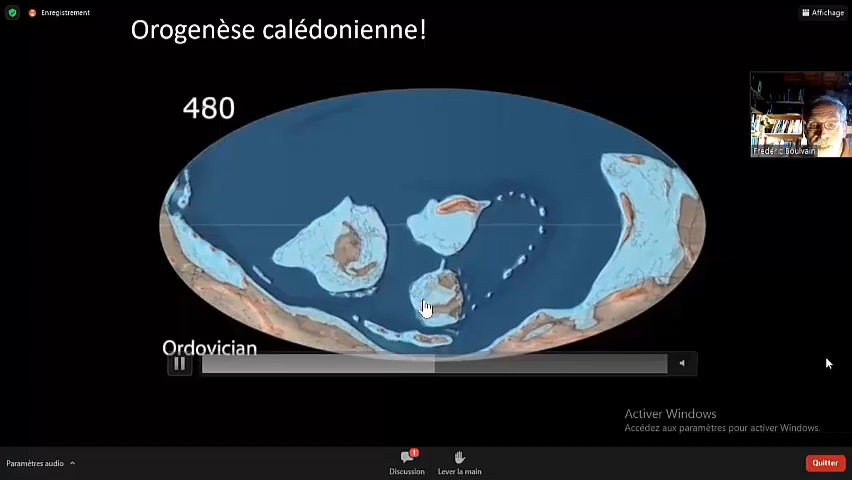 Enregistrement
Affichage
Orogenèse calédonienne!
480
Frédéric Boulvain
Ordovician
Activer Windows
Accédez aux paramètres pour activer Windows.
Paramètres audio
1
Discussion
Lever la main
Quitter